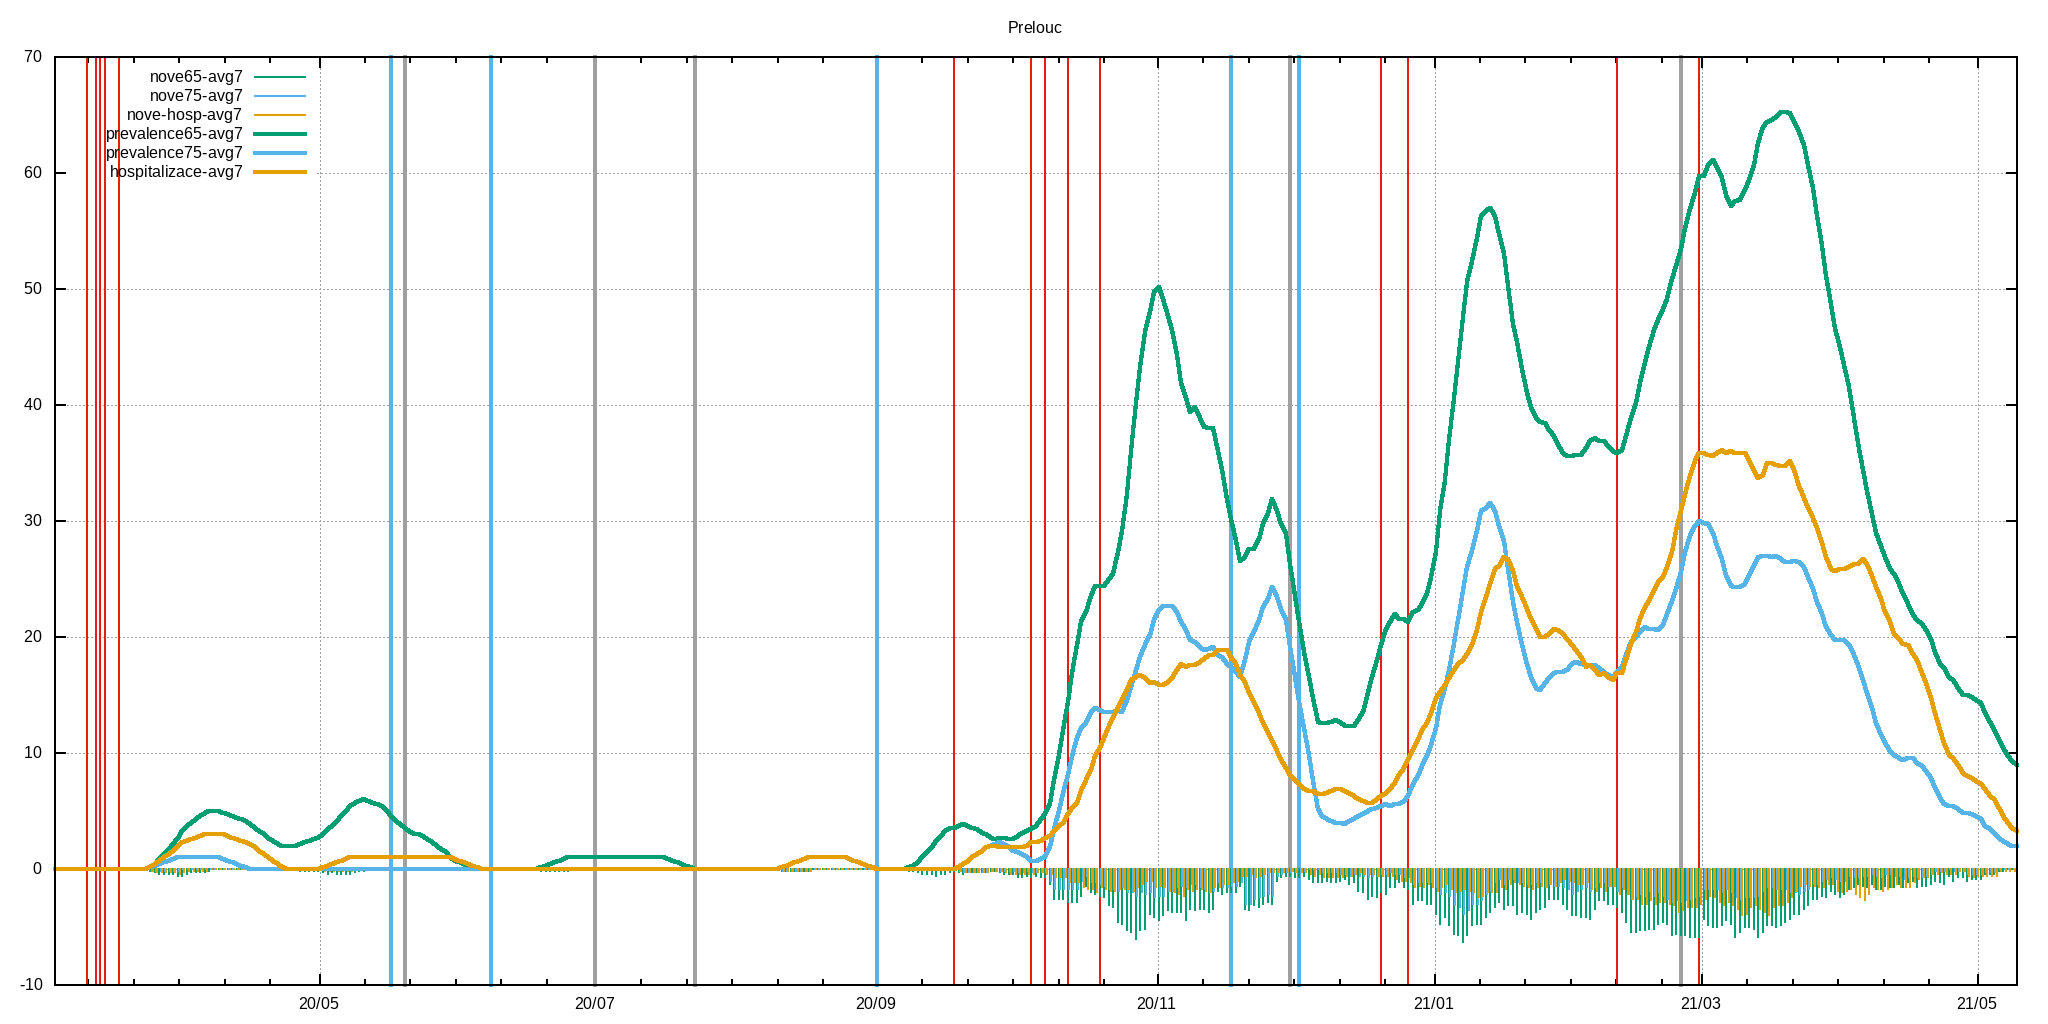 Prelouc
70
60
50
40
30
20
10
0
-10
nove65-avg7
nove75-avg7
nove-hosp-avg7
prevalence65-avg7
prevalence75-avg7
hospitalizace-avg7
20/05 20/07 20/09 20/11 21/01 21/03 21/05